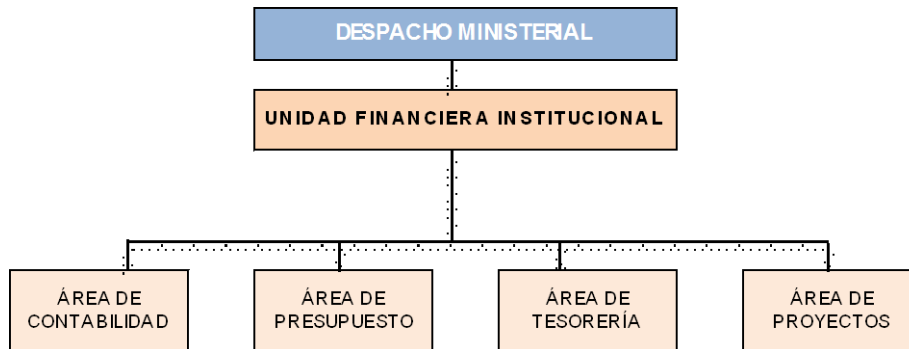 DESPACHO MINISTERIAL
UNIDAD FINANCIERA INSTITUCIONAL
ÁREA DE
CONTABILIDAD
ÁREA DE
PRESUPUESTO
ÁREA DE
TESORERÍA
ÁREA DE
PROYECTOS